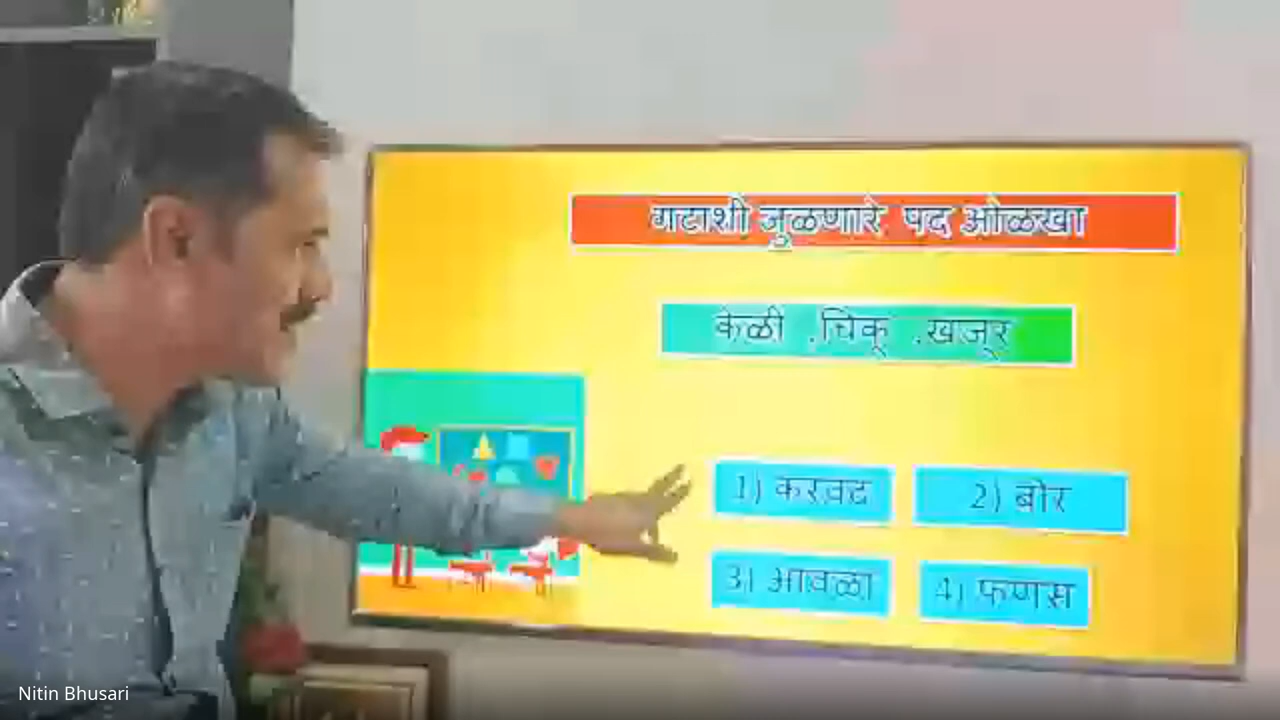 गटाशी जुळणारे पद ओळखा
केळी .चिकू .खजूर
1) करवंद
2) बोर
3) आवळा
4) फणस
Nitin Bhusari